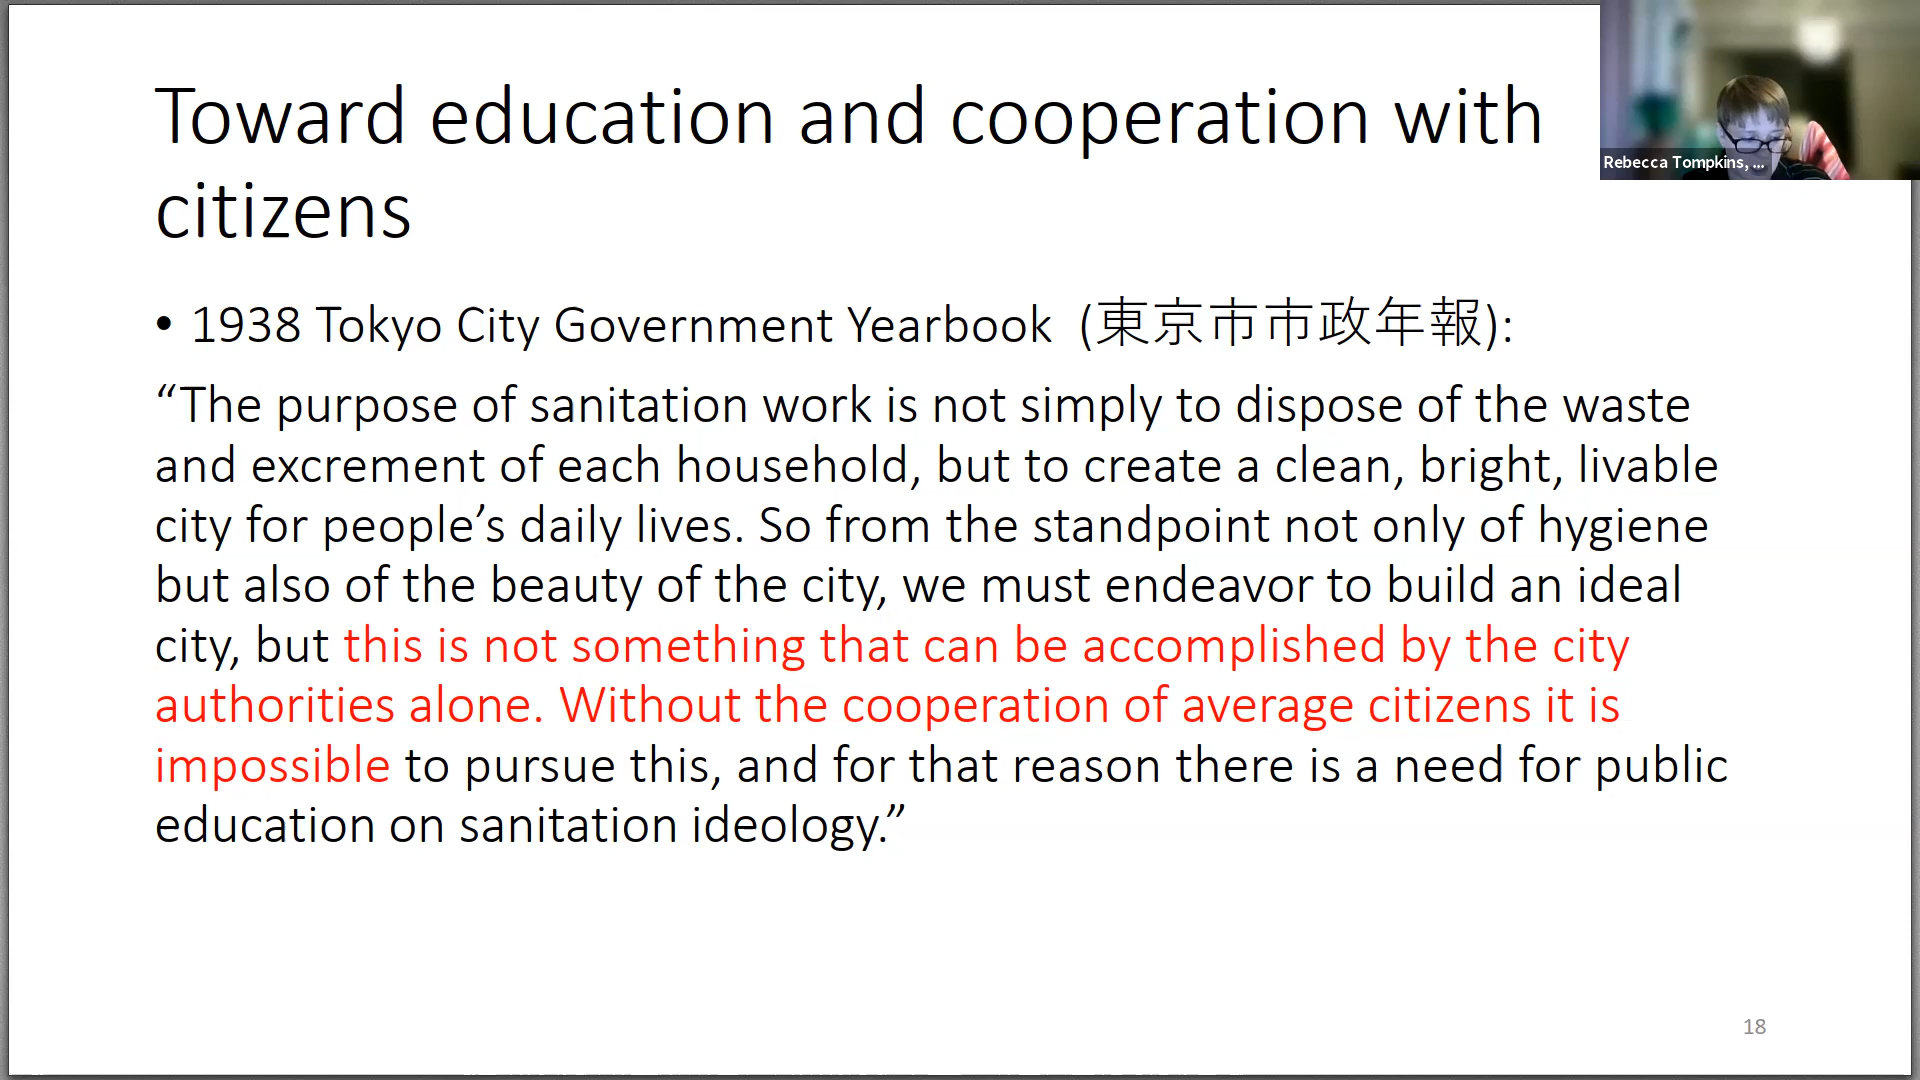 Toward education and cooperation with
citizens
Rebecca Tompkins, ...
• 1938 Tokyo City Government Yearbook (東京市市政年報):
“The purpose of sanitation work is not simply to dispose of the waste
and excrement of each household, but to create a clean, bright, livable
city for people’s daily lives. So from the standpoint not only of hygiene
but also of the beauty of the city, we must endeavor to build an ideal
city, but this is not something that can be accomplished by the city
authorities alone. Without the cooperation of average citizens it is
impossible to pursue this, and for that reason there is a need for public
education on sanitation ideology.”
18